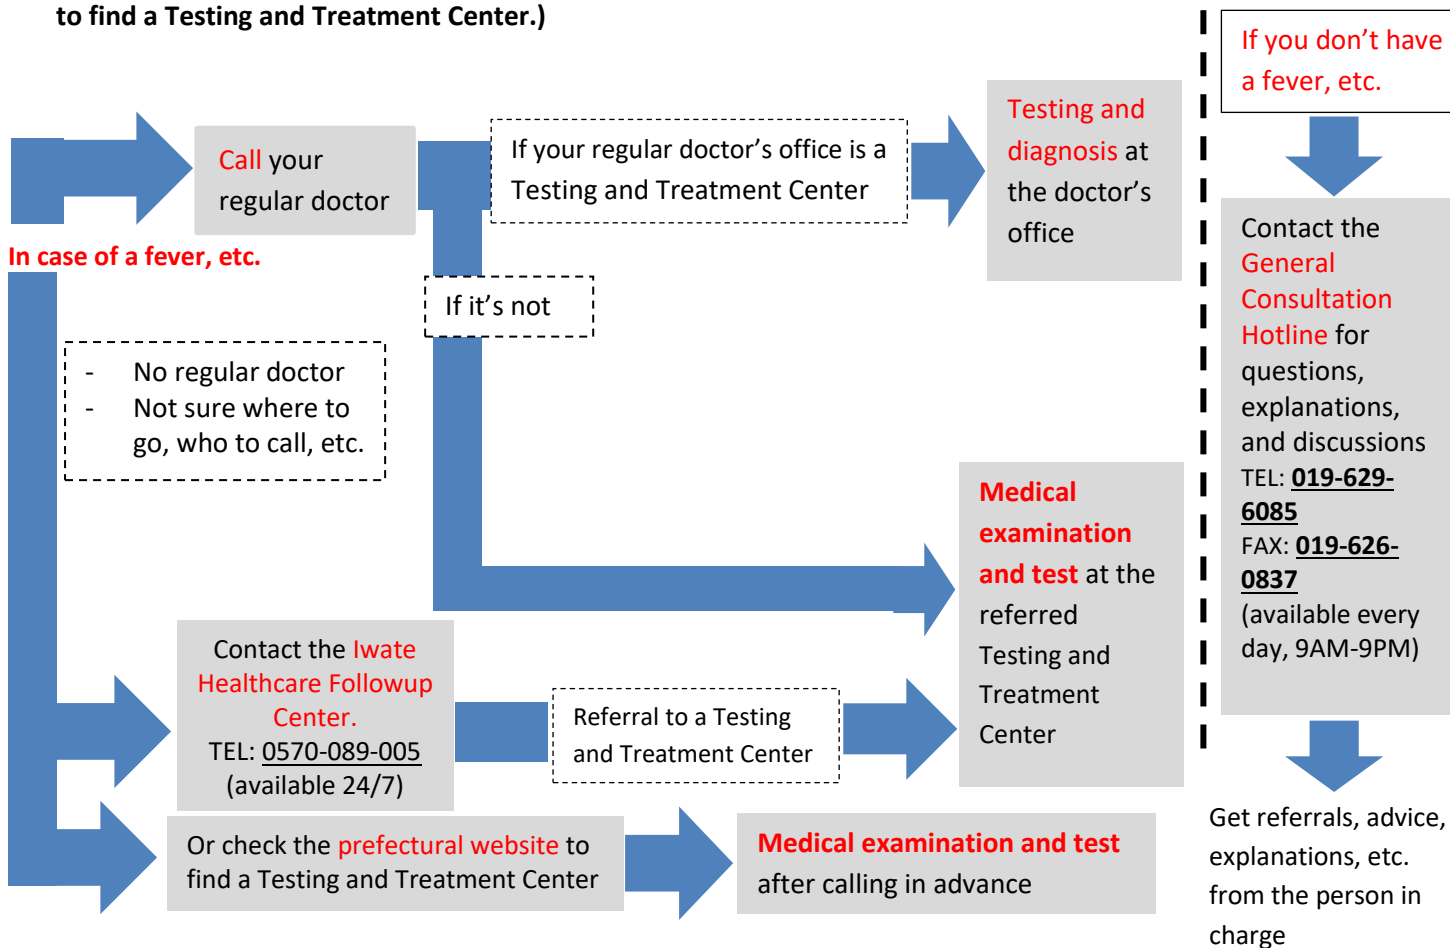 to find a Testing and Treatment Center.)
Call your
regular doctor
If your regular doctor’s office is a
Testing and Treatment Center
Testing and
diagnosis at
the doctor’s
office
In case of a fever, etc.
If it’s not
- No regular doctor
- Not sure where to
go, who to call, etc.
Medical
examination
and test at the
referred
Testing and
Treatment
Center
Contact the Iwate
Healthcare Followup
Center.
TEL: 0570-089-005
(available 24/7)
Referral to a Testing
and Treatment Center
Or check the prefectural website to
find a Testing and Treatment Center
Medical examination and test
after calling in advance
If you don’t have
a fever, etc.
Contact the
General
Consultation
Hotline for
questions,
explanations,
and discussions
TEL: 019-629-
6085
FAX: 019-626-
0837
(available every
day, 9AM-9PM)
Get referrals, advice,
explanations, etc.
from the person in
charge